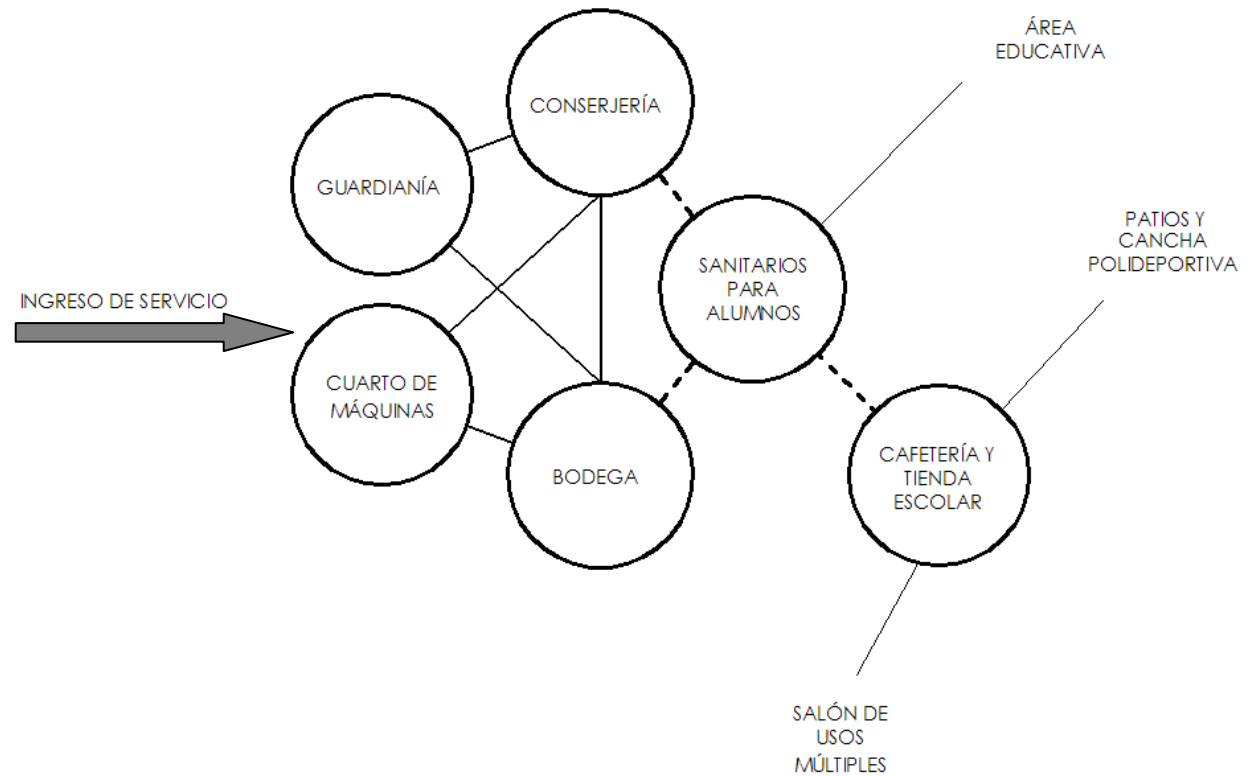 ÁREA
EDUCATIVA
CONSERJERÍA
GUARDIANÍA
PATIOS Y
CANCHA
POLIDEPORTIVA
SANITARIOS
PARA
ALUMNOS
INGRESO DE SERVICIO
CUARTO DE
MÁQUINAS
BODEGA
CAFETERÍA Y
TIENDA
ESCOLAR
SALÓN DE
USOS
MÚLTIPLES